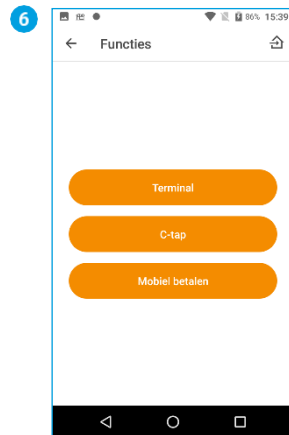 6
86% 15:39
Functies
Terminal
C-tap
Mobiel betalen